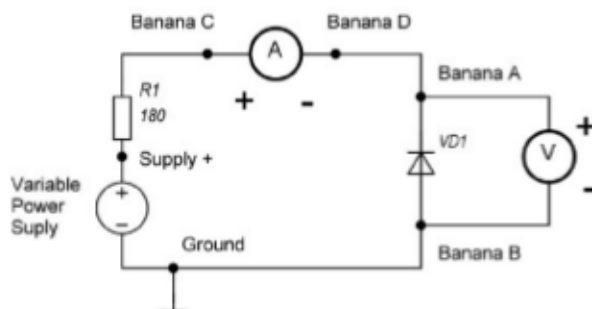 Banana C
Banana D
A
+ -
R1
180
Banana A
VD1
+
V
-
Supply +
Variable
Power
Suply
+
−
Ground
Banana B